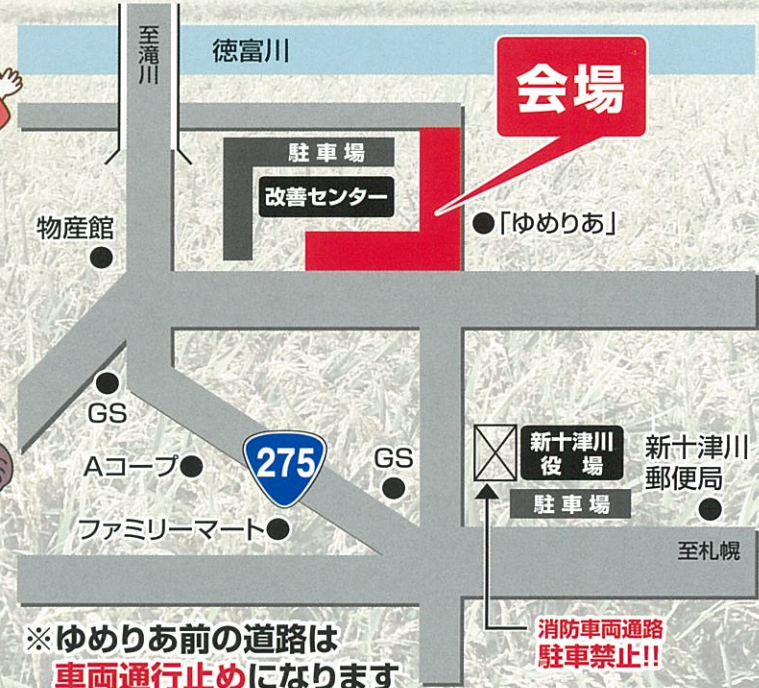 至滝川
徳富川
会場
駐車場
改善センター
物産館
「ゆめりあ」
GS
275
Aコープ
GS
新十津川
役場
新十津川
郵便局
駐車場
ファミリーマート
至札幌
※ゆめりあ前の道路は
車両通行止めになります
消防車両通路
駐車禁止!!